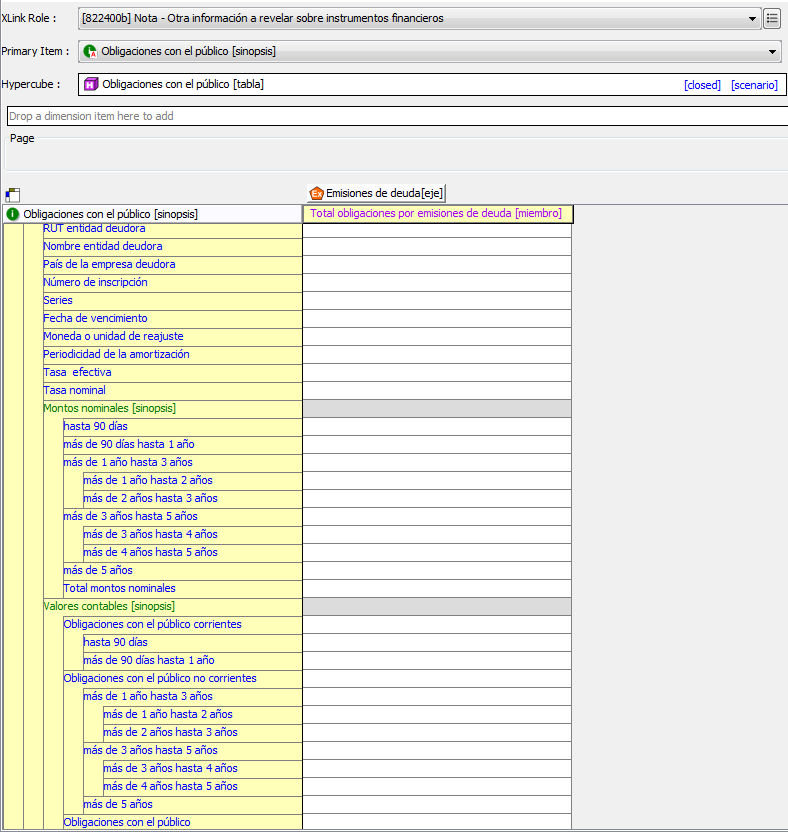 XLink Role : [822400b] Nota - Otra información a revelar sobre instrumentos financieros
Primary Item : Obligaciones con el público [sinopsis]
Hypercube : Obligaciones con el público [tabla] [closed] [scenario]
Drop a dimension item here to add
Page
Emisiones de deuda[eje]
Obligaciones con el público [sinopsis] Total obligaciones por emisiones de deuda [miembro]
RUT entidad deudora
Nombre entidad deudora
País de la empresa deudora
Número de inscripción
Series
Fecha de vencimiento
Moneda o unidad de reajuste
Periodicidad de la amortización
Tasa efectiva
Tasa nominal
Montos nominales [sinopsis]
hasta 90 días
más de 90 días hasta 1 año
más de 1 año hasta 3 años
más de 1 año hasta 2 años
más de 2 años hasta 3 años
más de 3 años hasta 5 años
más de 3 años hasta 4 años
más de 4 años hasta 5 años
más de 5 años
Total montos nominales
Valores contables [sinopsis]
Obligaciones con el público corrientes
hasta 90 días
más de 90 días hasta 1 año
Obligaciones con el público no corrientes
más de 1 año hasta 3 años
más de 1 año hasta 2 años
más de 2 años hasta 3 años
más de 3 años hasta 5 años
más de 3 años hasta 4 años
más de 4 años hasta 5 años
más de 5 años
Obligaciones con el público